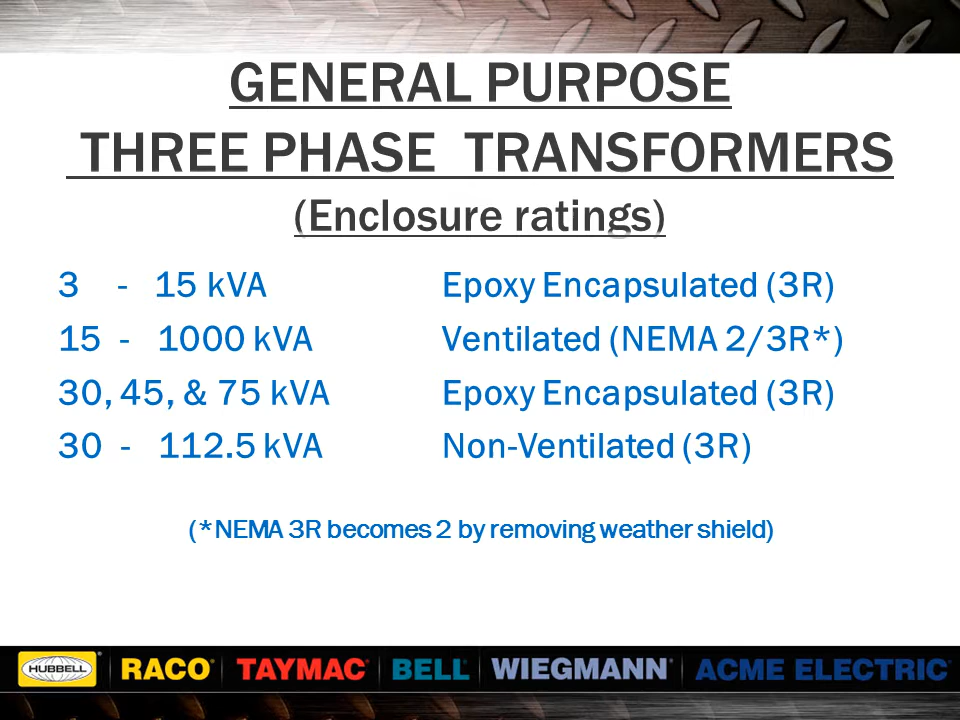 GENERAL PURPOSE
THREE PHASE TRANSFORMERS
(Enclosure ratings)
3 - 15 kVA Epoxy Encapsulated (3R)
15 - 1000 kVA Ventilated (NEMA 2/3R*)
30, 45, & 75 kVA Epoxy Encapsulated (3R)
30 - 112.5 kVA Non-Ventilated (3R)
(*NEMA 3R becomes 2 by removing weather shield)
HUBBELL RACO TAYMAC BELL WIEGMANN ACME ELECTRIC